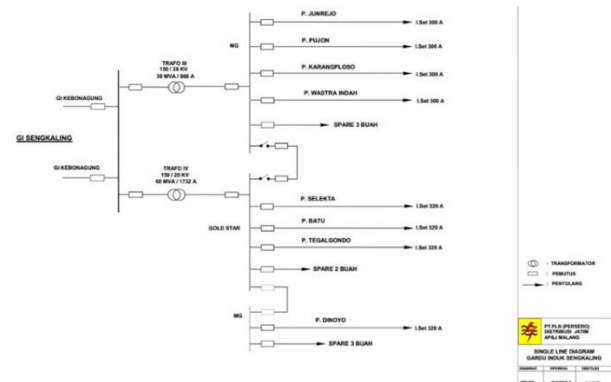 P. JUNREJO
I.Set 300 A
MG
P. PUJON
I.Set 300 A
TRAFO III
150 / 20 KV
30 MVA / 866 A
P. KARANGPLOSO
I.Set 300 A
P. WASTRA INDAH
I.Set 300 A
GI KEBONAGUNG
SPARE 3 BUAH
GI SENGKALING
GI KEBONAGUNG
TRAFO IV
150 / 20 KV
60 MVA / 1732 A
P. SELEKTA
I.Set 320 A
P. BATU
I.Set 320 A
GOLD STAR
P. TEGALGONDO
I.Set 320 A
SPARE 2 BUAH
MG
P. DINOYO
I.Set 320 A
SPARE 3 BUAH
: TRANSFORMATOR
: PEMUTUS
: PENYULANG
PT.PLN (PERSERO)
DISTRIBUSI JATIM
AP&J MALANG
SINGLE LINE DIAGRAM
GARDU INDUK SENGKALING